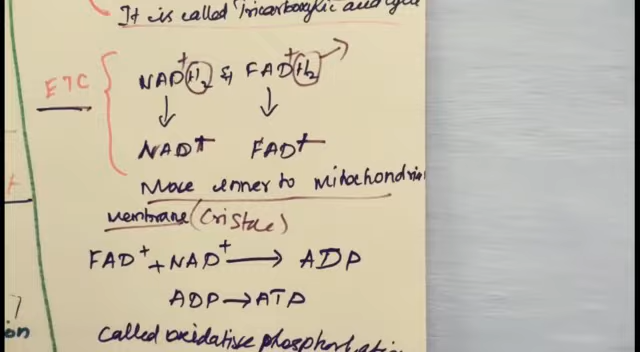 It is called Tricarboxylic acid cycle
ETC
NAD⁺H₂ & FAD⁺H₂
NAD⁺ FAD⁺
Move inner to mitochondria
membrane (Cristae)
FAD⁺ + NAD⁺ → ADP
ADP → ATP
called oxidative phosphorylation